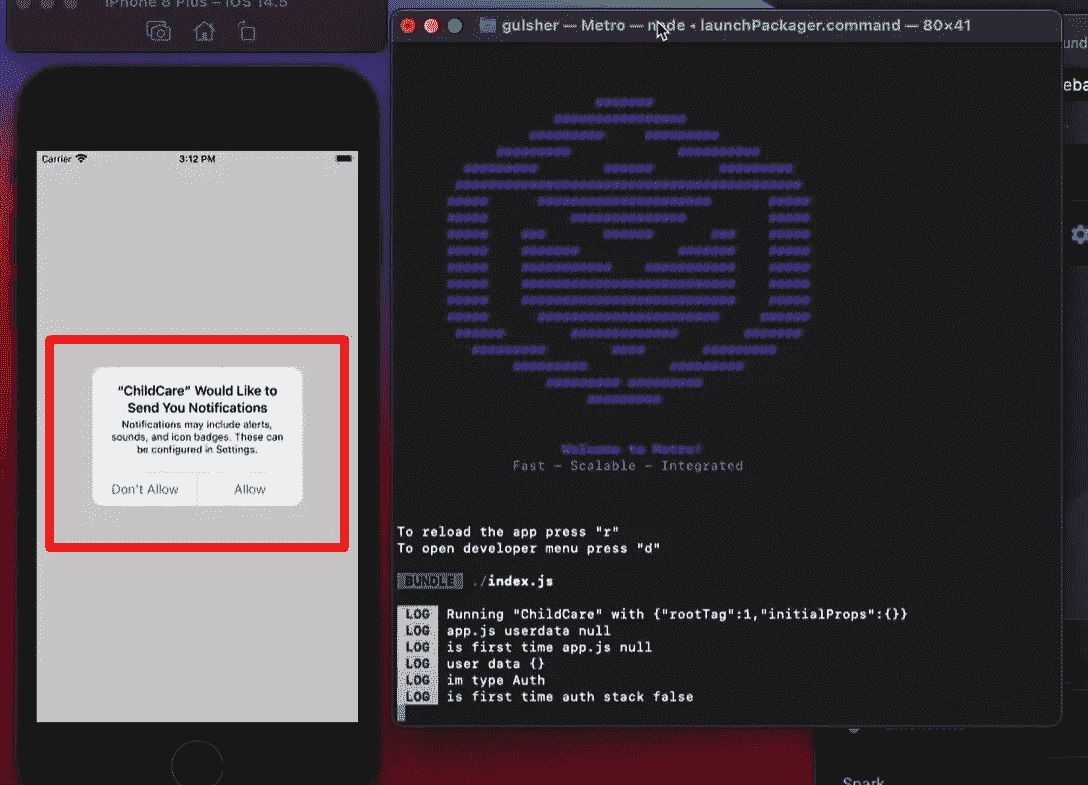 iPhone 8 Plus — iOS 14.5
Carrier
3:12 PM
“ChildCare” Would Like to
Send You Notifications
Notifications may include alerts,
sounds, and icon badges. These can
be configured in Settings.
Don’t Allow
Allow
gulsher — Metro — node ◂ launchPackager.command — 80×41
Welcome to Metro!
Fast - Scalable - Integrated
To reload the app press "r"
To open developer menu press "d"
BUNDLE ./index.js
LOG Running "ChildCare" with {"rootTag":1,"initialProps":{}}
LOG app.js userdata null
LOG is first time app.js null
LOG user data {}
LOG im type Auth
LOG is first time auth stack false
Extensions
Spark